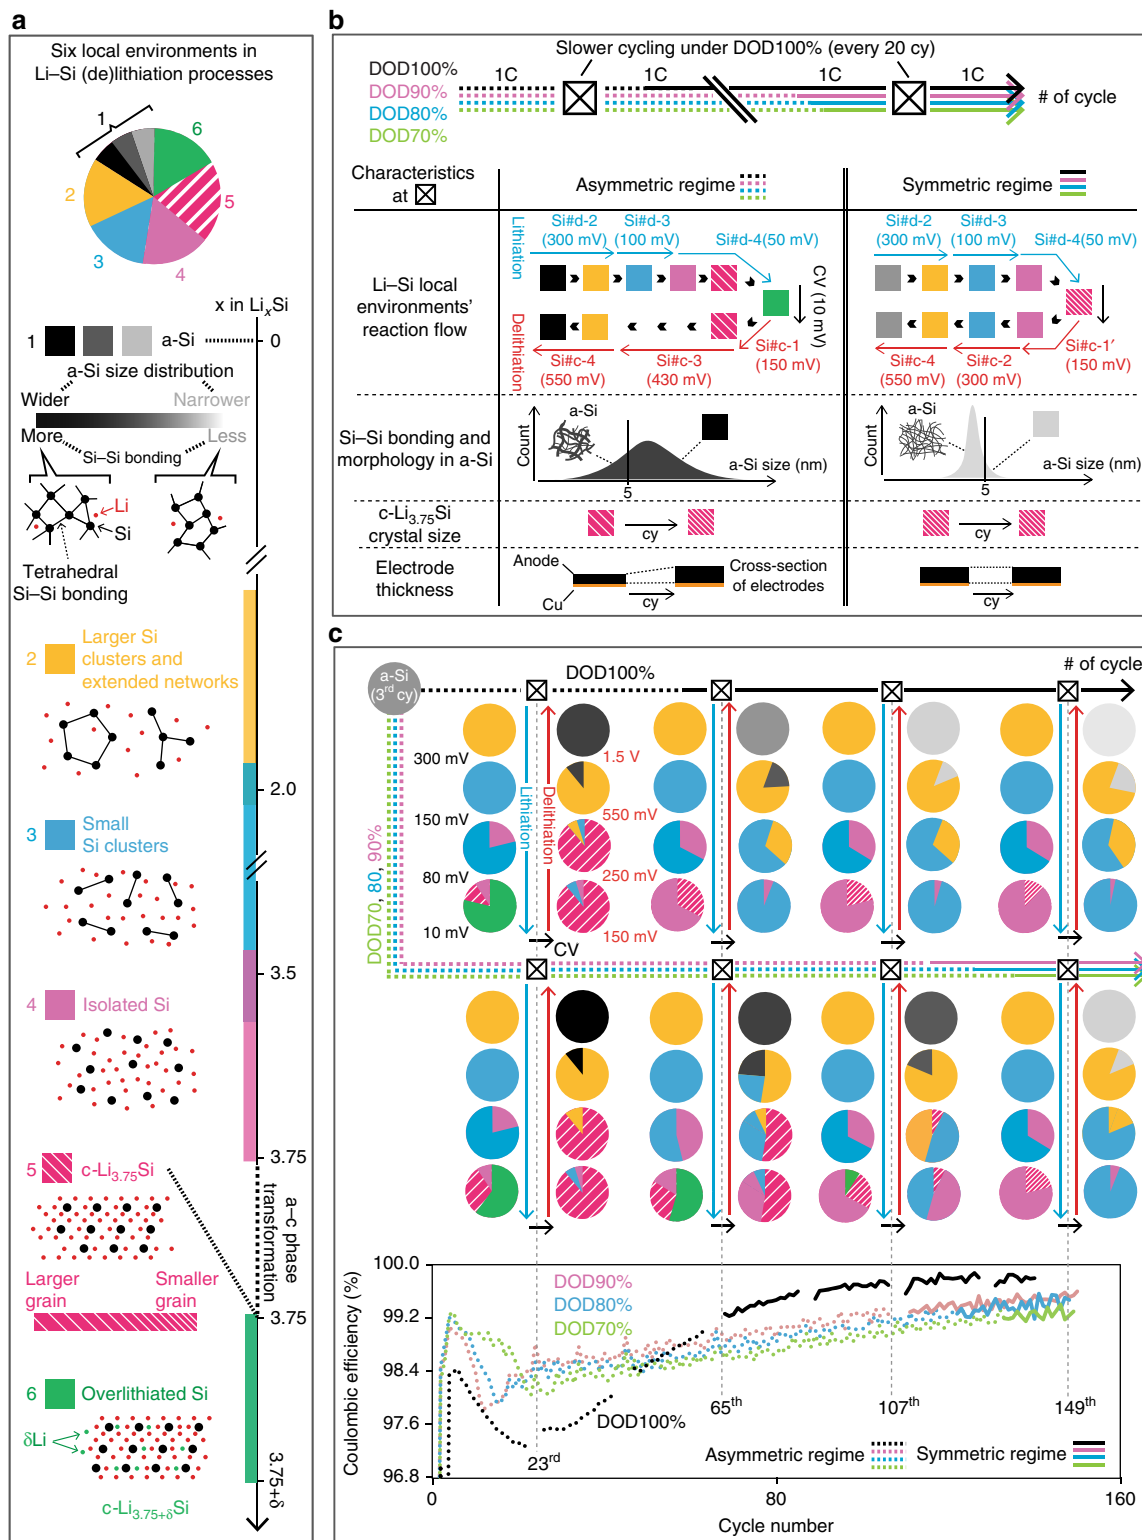 a
Six local environments in
Li–Si (de)lithiation processes
1
6
2
5
3
4
x in LixSi
1
a-Si
0
a-Si size distribution
Wider
Narrower
More
Less
Si–Si bonding
Li
Si
Tetrahedral
Si–Si bonding
2
Larger Si
clusters and
extended networks
2.0
3
Small
Si clusters
3.5
4
Isolated Si
3.75
5
c-Li3.75Si
a–c phase
transformation
Larger
grain
Smaller
grain
3.75
6
Overlithiated Si
δLi
3.75+δ
c-Li3.75+δSi
b
Slower cycling under DOD100% (every 20 cy)
DOD100%
1C
1C
1C
1C
DOD90%
DOD80%
DOD70%
# of cycle
Characteristics
at
Asymmetric regime
Symmetric regime
Li–Si local
environments'
reaction flow
Lithiation
Si#d-2
(300 mV)
Si#d-3
(100 mV)
Si#d-4(50 mV)
CV (10 mV)
Delithiation
Si#c-4
(550 mV)
Si#c-3
(430 mV)
Si#c-1
(150 mV)
Si#d-2
(300 mV)
Si#d-3
(100 mV)
Si#d-4(50 mV)
Si#c-4
(550 mV)
Si#c-2
(300 mV)
Si#c-1′
(150 mV)
Si–Si bonding and
morphology in a-Si
Count
a-Si
5
a-Si size (nm)
Count
a-Si
5
a-Si size (nm)
c-Li3.75Si
crystal size
cy
cy
Electrode
thickness
Anode
Cu
cy
Cross-section
of electrodes
cy
c
a-Si
(3rd cy)
DOD100%
# of cycle
300 mV
150 mV
80 mV
10 mV
Lithiation
Delithiation
1.5 V
550 mV
250 mV
150 mV
CV
DOD70, 80, 90%
Coulombic efficiency (%)
100.0
99.2
98.4
97.6
96.8
DOD90%
DOD80%
DOD70%
DOD100%
23rd
65th
107th
149th
Asymmetric regime
Symmetric regime
0
80
160
Cycle number